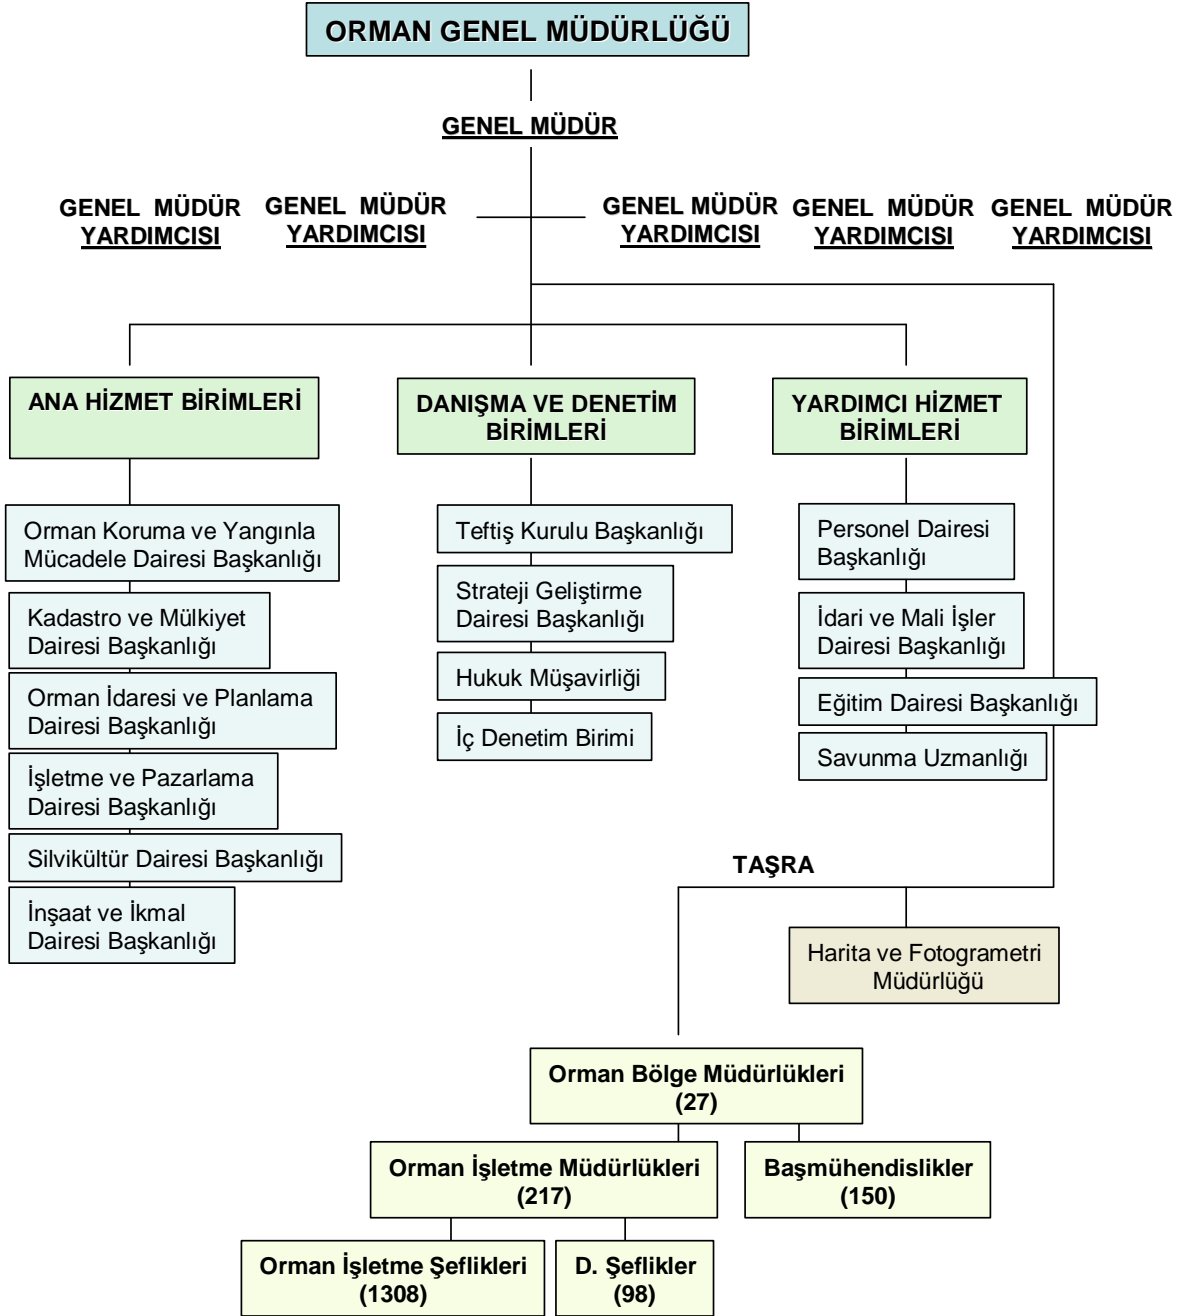 ORMAN GENEL MÜDÜRLÜĞÜ
GENEL MÜDÜR
GENEL MÜDÜR
YARDIMCISI
GENEL MÜDÜR
YARDIMCISI
GENEL MÜDÜR
YARDIMCISI
GENEL MÜDÜR
YARDIMCISI
GENEL MÜDÜR
YARDIMCISI
ANA HİZMET BİRİMLERİ
Orman Koruma ve Yangınla
Mücadele Dairesi Başkanlığı
Kadastro ve Mülkiyet
Dairesi Başkanlığı
Orman İdaresi ve Planlama
Dairesi Başkanlığı
İşletme ve Pazarlama
Dairesi Başkanlığı
Silvikültür Dairesi Başkanlığı
İnşaat ve İkmal
Dairesi Başkanlığı
DANIŞMA VE DENETİM
BİRİMLERİ
Teftiş Kurulu Başkanlığı
Strateji Geliştirme
Dairesi Başkanlığı
Hukuk Müşavirliği
İç Denetim Birimi
YARDIMCI HİZMET
BİRİMLERİ
Personel Dairesi
Başkanlığı
İdari ve Mali İşler
Dairesi Başkanlığı
Eğitim Dairesi Başkanlığı
Savunma Uzmanlığı
TAŞRA
Harita ve Fotogrametri
Müdürlüğü
Orman Bölge Müdürlükleri
(27)
Orman İşletme Müdürlükleri
(217)
Başmühendislikler
(150)
Orman İşletme Şeflikleri
(1308)
D. Şeflikler
(98)